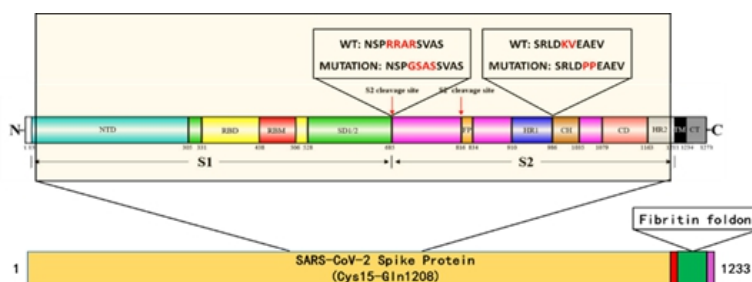 WT: NSPRRARSVAS
MUTATION: NSPGSASSVAS
WT: SRLDKVEAEV
MUTATION: SRLDPPEAEV
S2 cleavage site
S2' cleavage site
N
NTD
RBD
RBM
SD1/2
FP
HR1
CH
CD
HR2
TM
CT
C
S1
S2
Fibritin foldon
1
SARS-CoV-2 Spike Protein
(Cys15-Gln1208)
1233